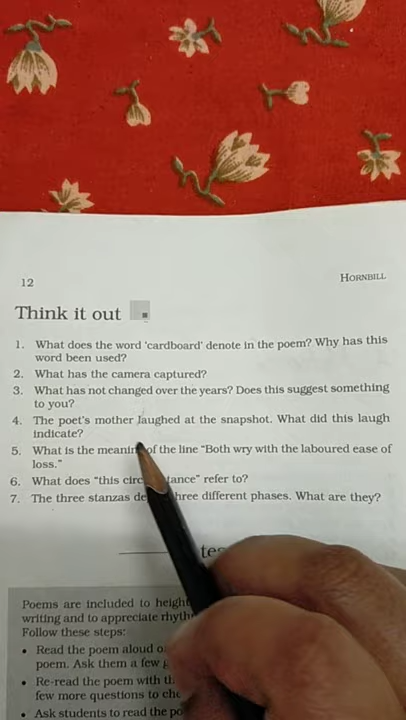 12
HORNBILL
Think it out
1. What does the word 'cardboard' denote in the poem? Why has this
word been used?
2. What has the camera captured?
3. What has not changed over the years? Does this suggest something
to you?
4. The poet's mother laughed at the snapshot. What did this laugh
indicate?
5. What is the meaning of the line "Both wry with the laboured ease of
loss."
6. What does "this circumstance" refer to?
7. The three stanzas three different phases. What are they?
Poems are included to
writing and to appreciate
Follow these steps:
• Read the poem aloud
poem. Ask them a few
• Re-read the poem with
few more questions to
• Ask students to read the